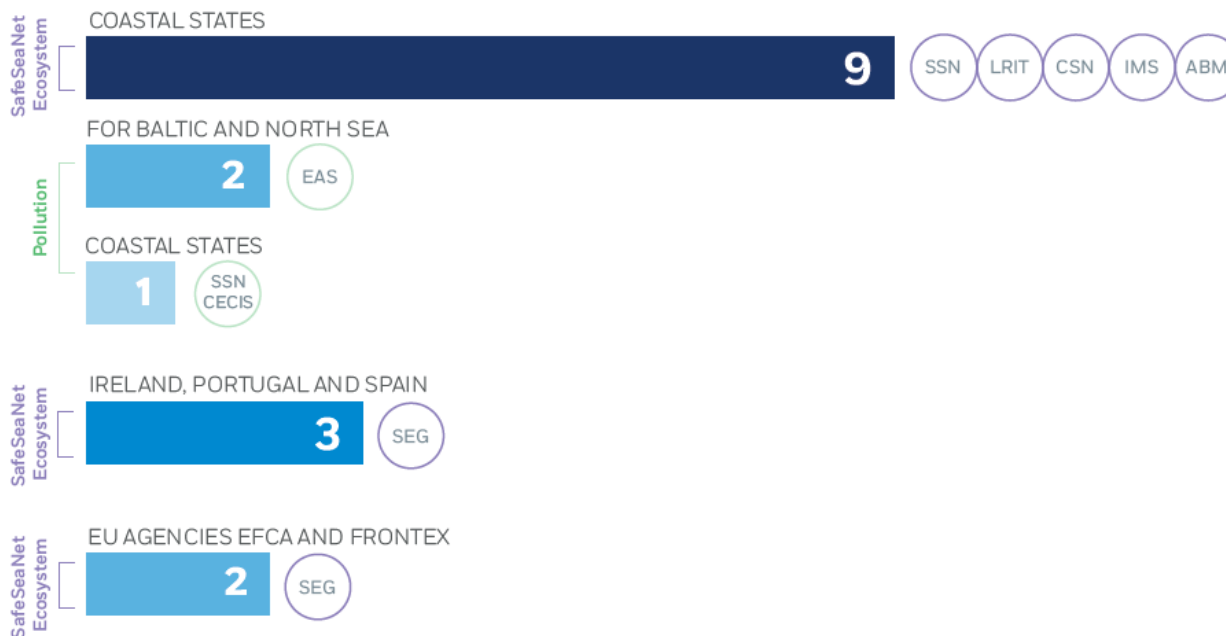 SafeSeaNet
Ecosystem
COASTAL STATES
9
SSN
LRIT
CSN
IMS
ABM
Pollution
FOR BALTIC AND NORTH SEA
2
EAS
COASTAL STATES
1
SSN
CECIS
SafeSeaNet
Ecosystem
IRELAND, PORTUGAL AND SPAIN
3
SEG
SafeSeaNet
Ecosystem
EU AGENCIES EFCA AND FRONTEX
2
SEG